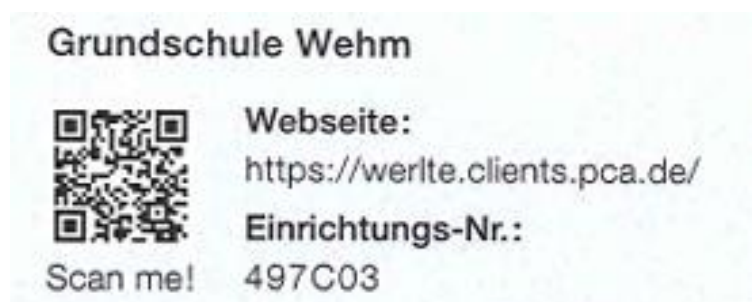 Grundschule Wehm
Webseite:
https://werlte.clients.pca.de/
Einrichtungs-Nr.:
Scan me!
497C03